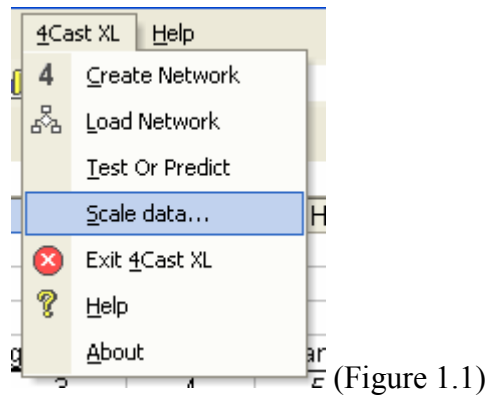 4Cast XL Help
4 Create Network
Load Network
Test Or Predict
Scale data...
H
Exit 4Cast XL
Help
About
(Figure 1.1)